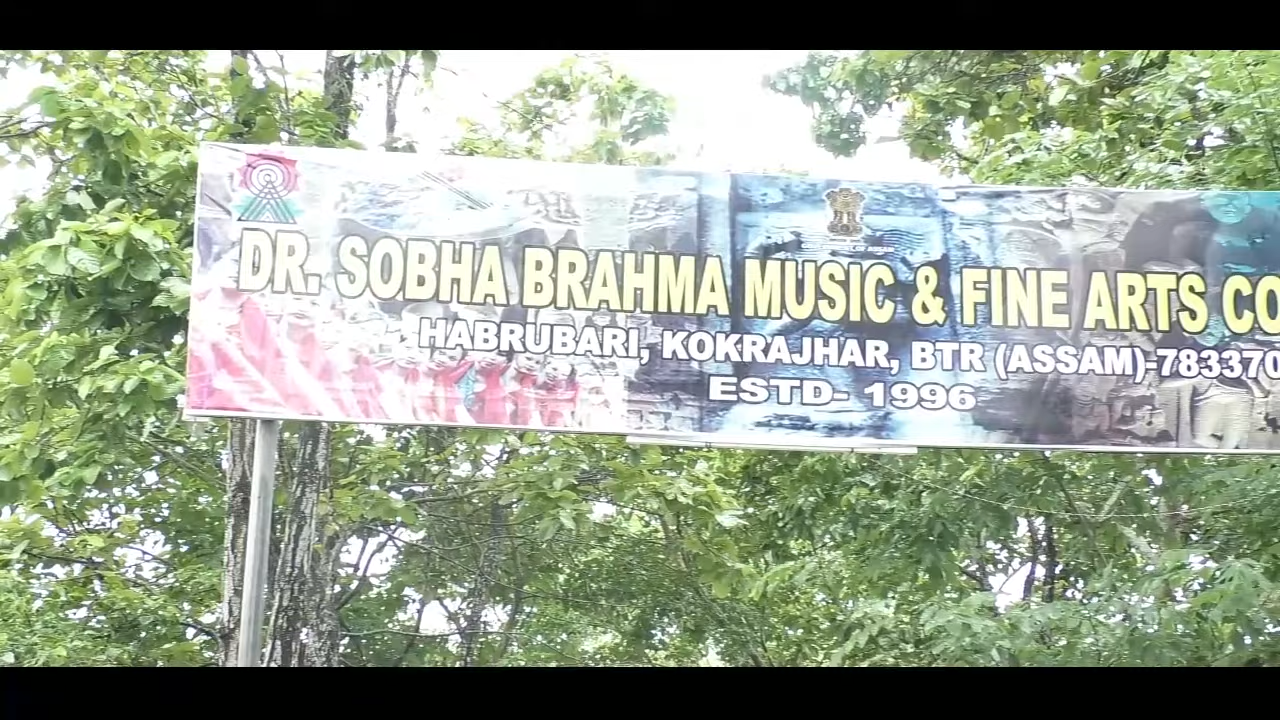 DR. SOBHA BRAHMA MUSIC & FINE ARTS CO
HABRUBARI, KOKRAJHAR, BTR (ASSAM)-783370
ESTD- 1996